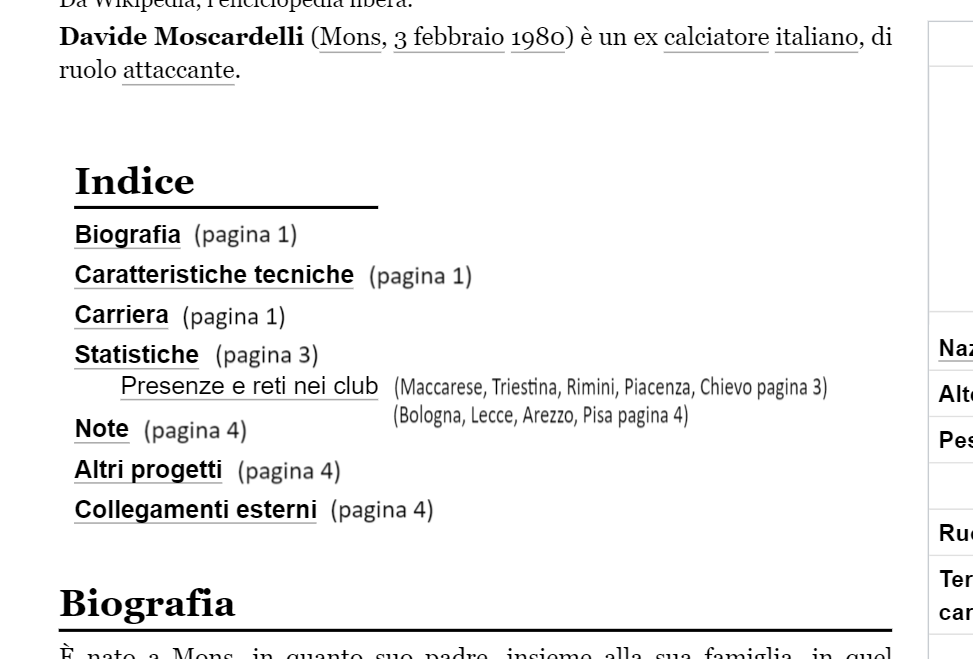 Da Wikipedia, l'enciclopedia libera.
Davide Moscardelli (Mons, 3 febbraio 1980) è un ex calciatore italiano, di
ruolo attaccante.
Indice
Biografia (pagina 1)
Caratteristiche tecniche (pagina 1)
Carriera (pagina 1)
Statistiche (pagina 3)
Presenze e reti nei club (Maccarese, Triestina, Rimini, Piacenza, Chievo pagina 3)
(Bologna, Lecce, Arezzo, Pisa pagina 4)
Note (pagina 4)
Altri progetti (pagina 4)
Collegamenti esterni (pagina 4)
Biografia
È nato a Mons, in quanto suo padre, insieme alla sua famiglia, in quel
Naz
Alt
Pes
Ru
Ter
car